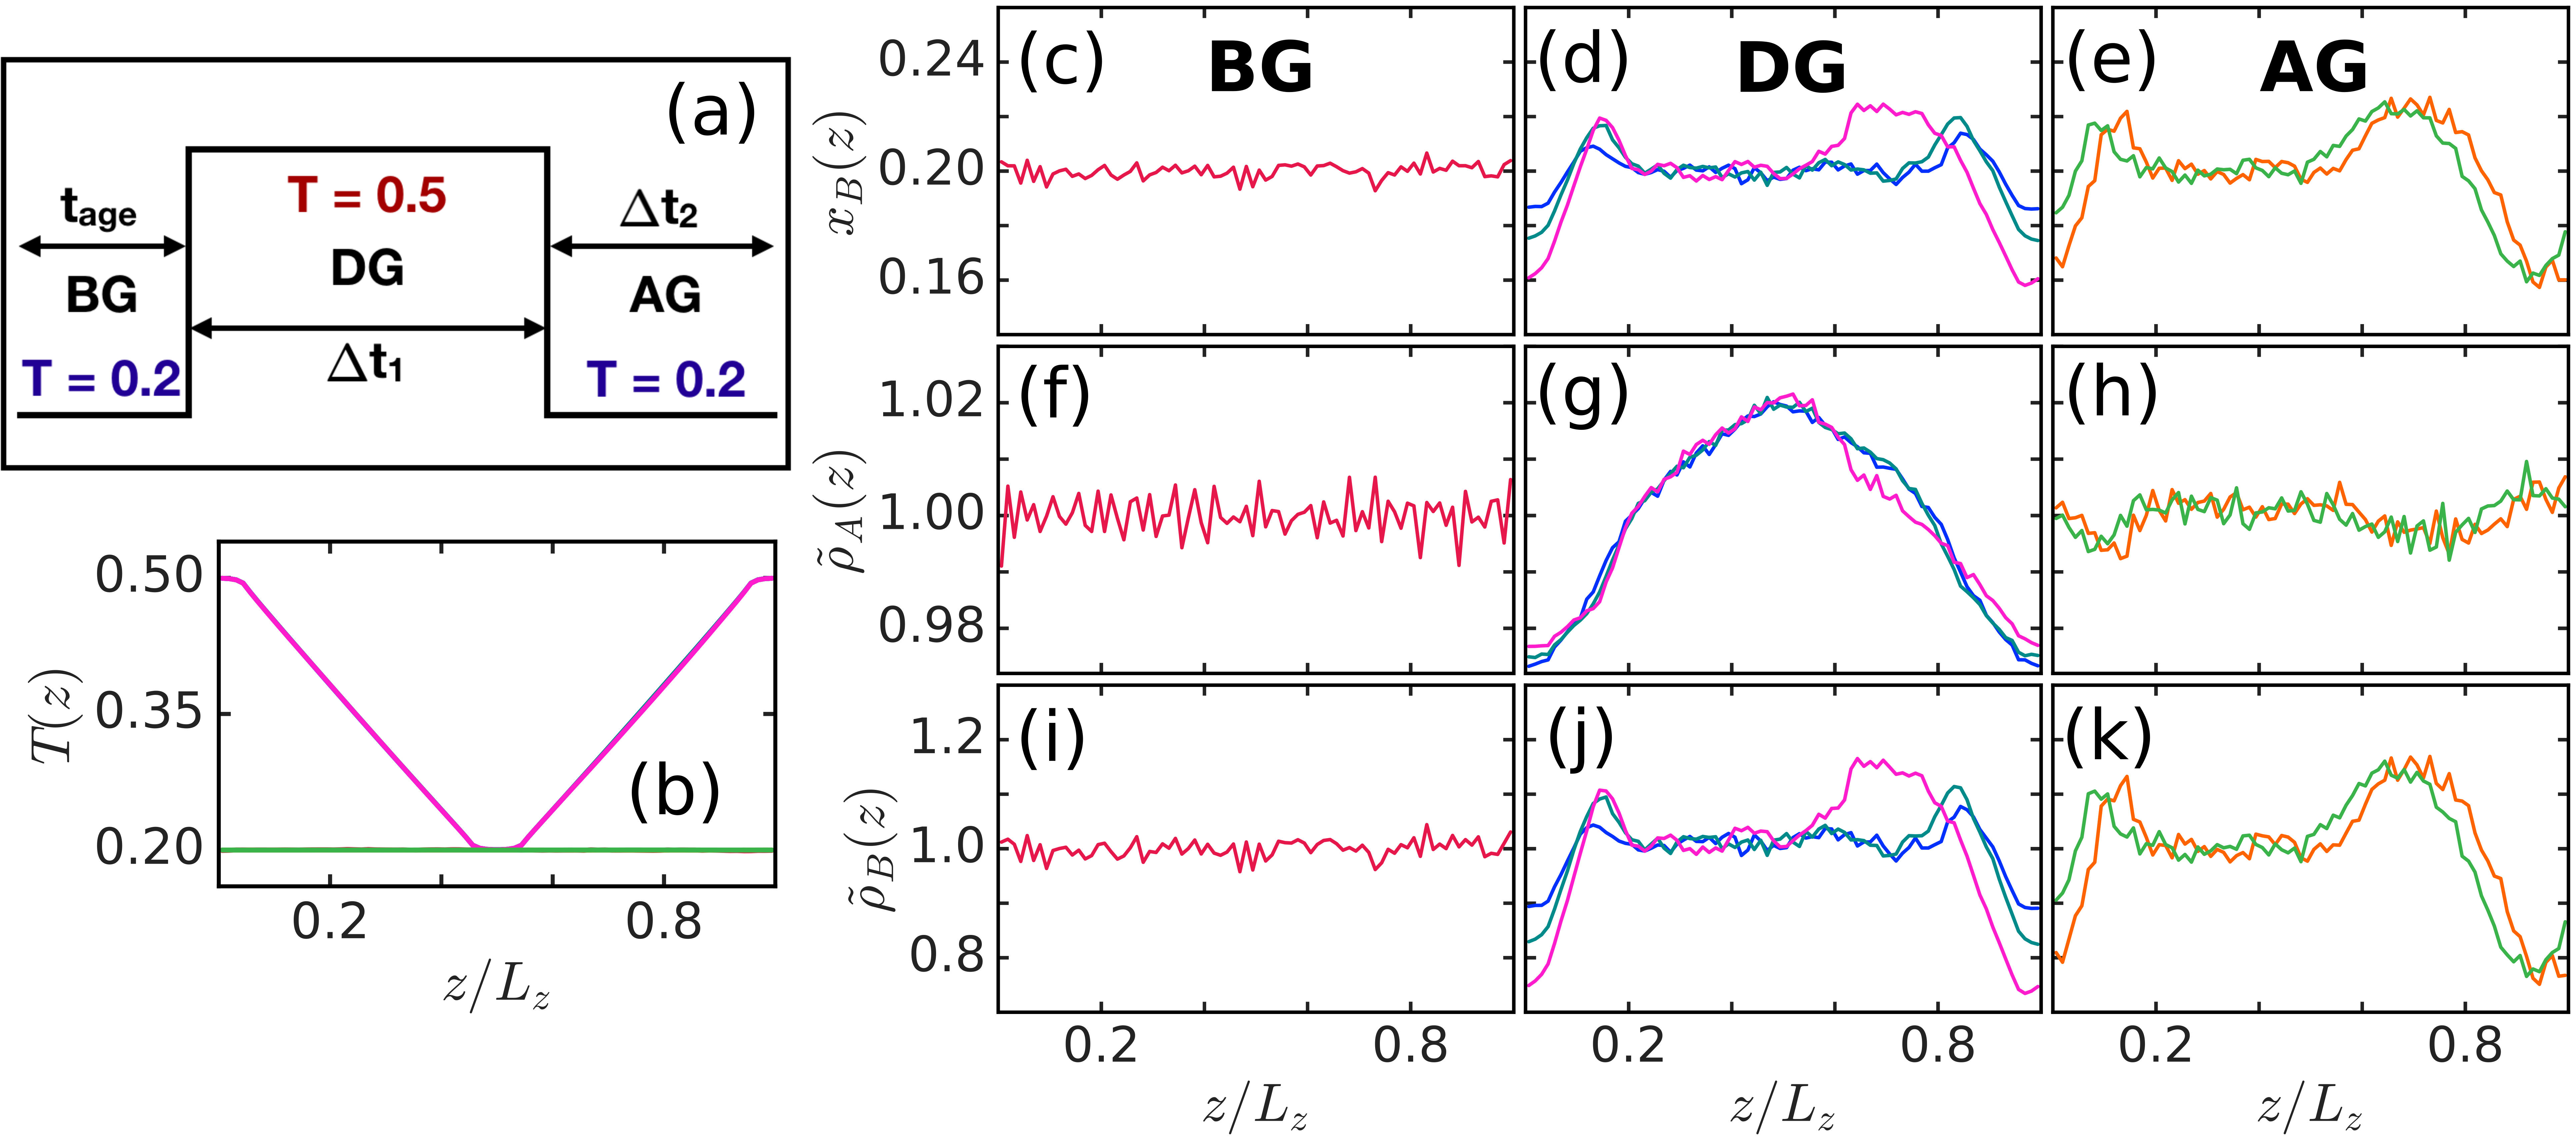 (a)
T = 0.5
t_age
DG
Δt₂
BG
AG
Δt₁
T = 0.2
T = 0.2
(b)
0.50
0.35
0.20
T(z)
0.2
0.8
z/L_z
(c)
BG
(d)
DG
(e)
AG
0.24
0.20
0.16
x_B(z)
(f)
(g)
(h)
1.02
1.00
0.98
ρ̃_A(z)
(i)
(j)
(k)
1.2
1.0
0.8
ρ̃_B(z)
0.2
0.8
0.2
0.8
0.2
0.8
z/L_z
z/L_z
z/L_z